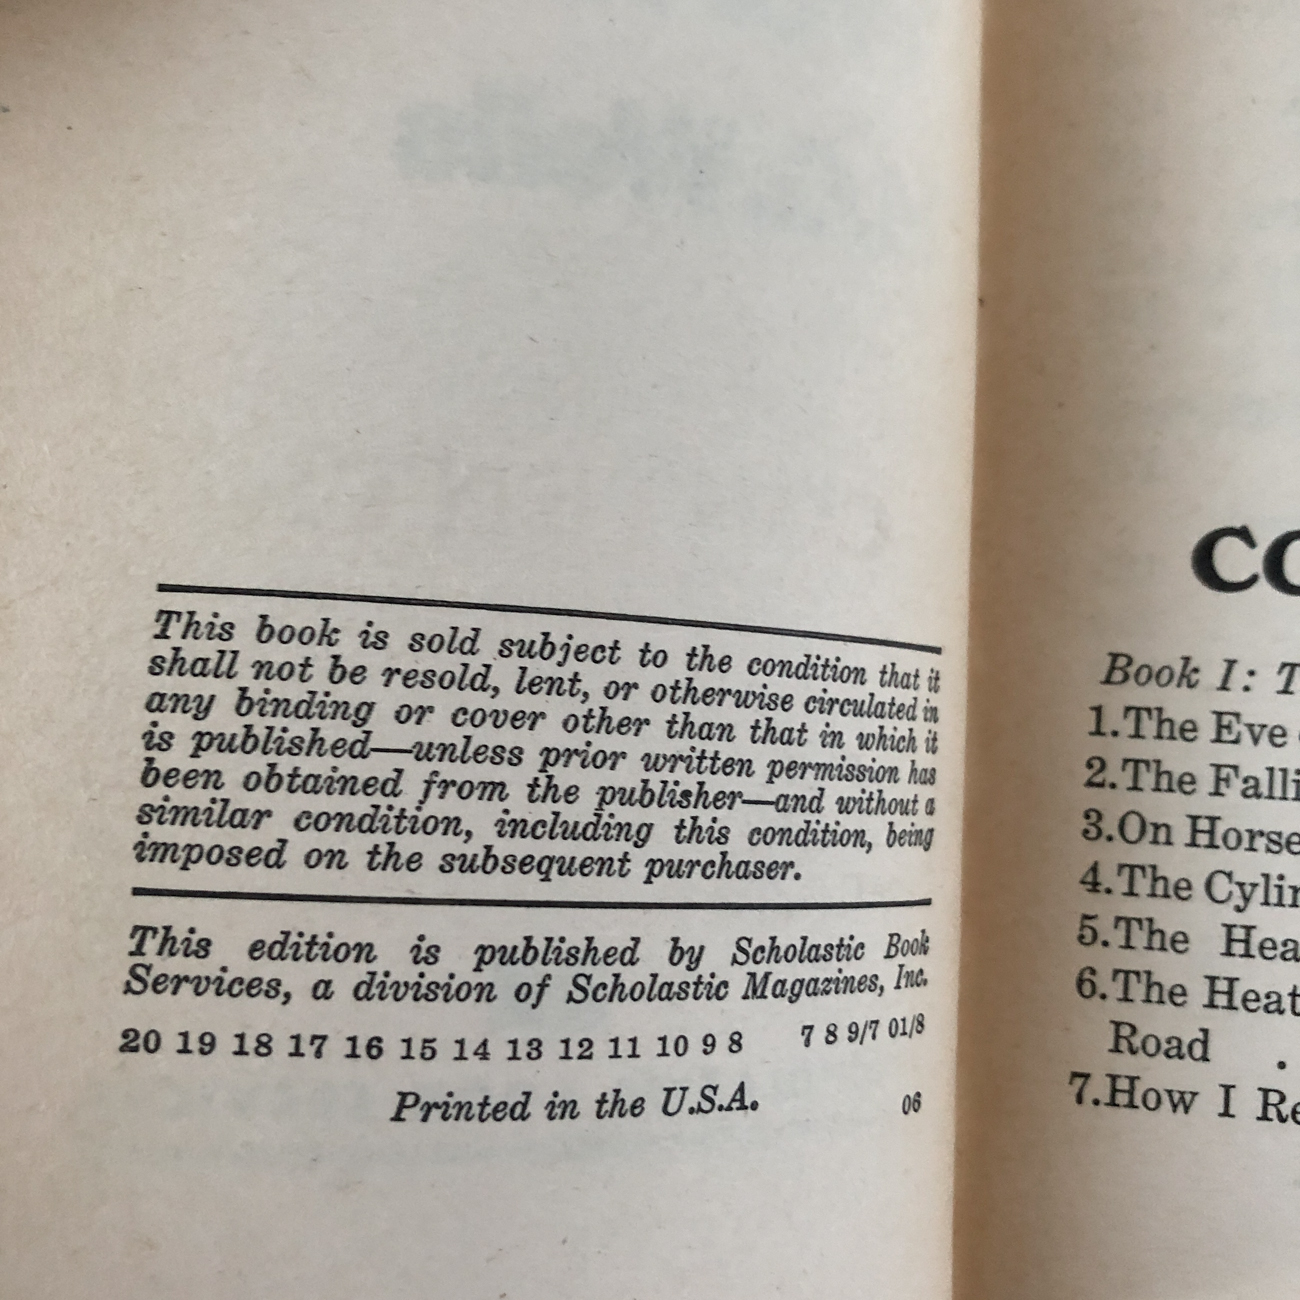 This book is sold subject to the condition that it
shall not be resold, lent, or otherwise circulated in
any binding or cover other than that in which it
is published—unless prior written permission has
been obtained from the publisher—and without a
similar condition, including this condition, being
imposed on the subsequent purchaser.
This edition is published by Scholastic Book
Services, a division of Scholastic Magazines, Inc.
20 19 18 17 16 15 14 13 12 11 10 9 8 7 8 9/7 01/8
Printed in the U.S.A. 06
CO
Book I: T
1.The Eve
2.The Falli
3.On Horse
4.The Cylin
5.The Hea
6.The Heat
Road .
7.How I Re